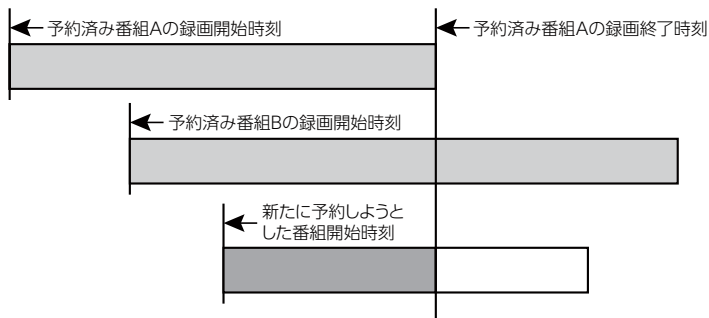 予約済み番組Aの録画開始時刻
予約済み番組Aの録画終了時刻
予約済み番組Bの録画開始時刻
新たに予約しようと
した番組開始時刻